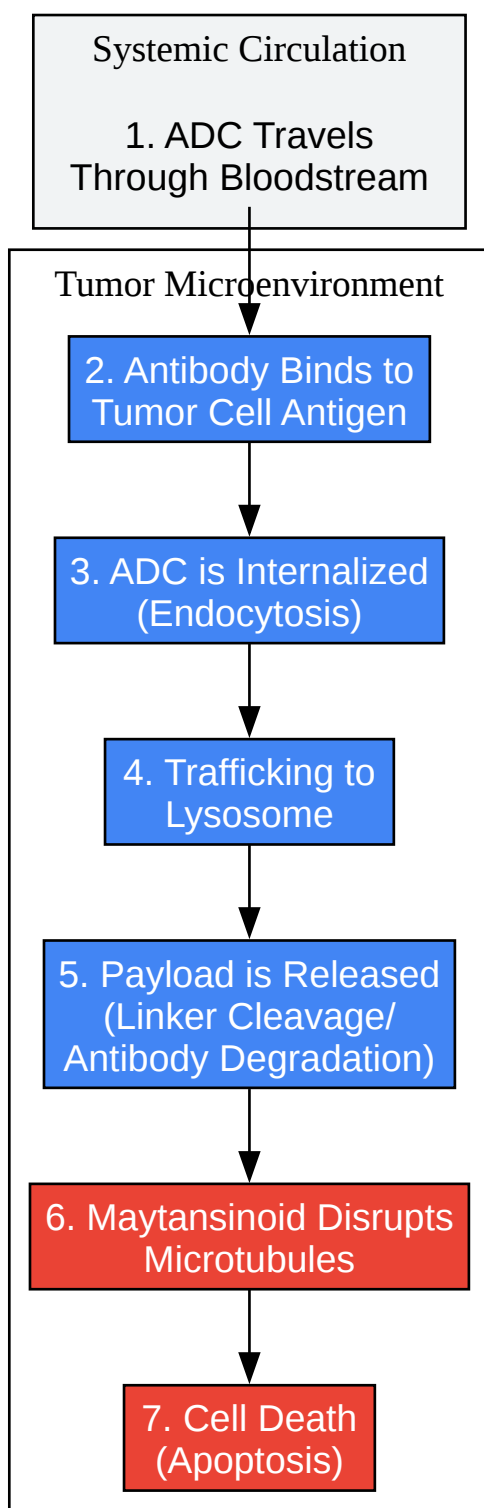 Systemic Circulation
1. ADC Travels
Through Bloodstream
Tumor Microenvironment
2. Antibody Binds to
Tumor Cell Antigen
3. ADC is Internalized
(Endocytosis)
4. Trafficking to
Lysosome
5. Payload is Released
(Linker Cleavage/
Antibody Degradation)
6. Maytansinoid Disrupts
Microtubules
7. Cell Death
(Apoptosis)